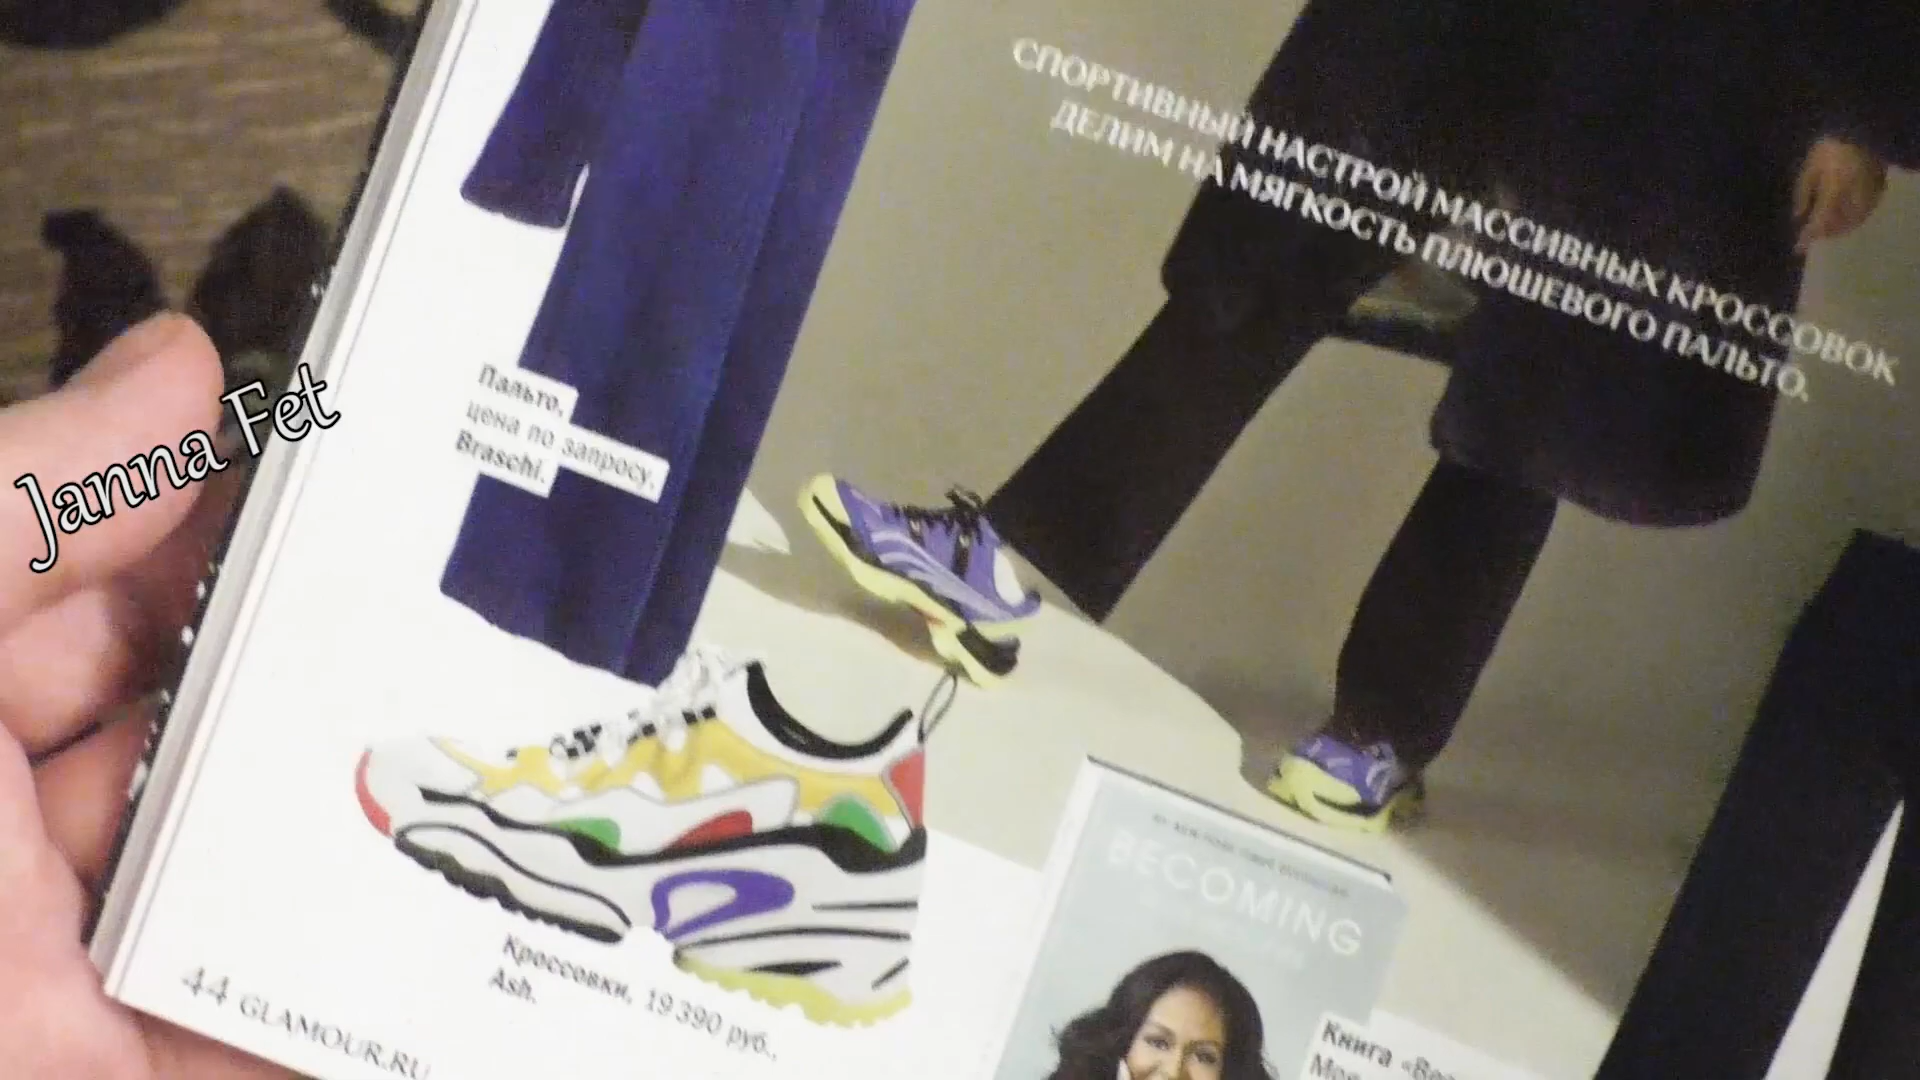 СПОРТИВНЫЙ НАСТРОЙ МАССИВНЫХ КРОССОВОК
ДЕЛИМ НА МЯГКОСТЬ ПЛЮШЕВОГО ПАЛЬТО.
Пальто,
цена по запросу,
Braschi.
Janna Fet
BECOMING
Кроссовки, 19 390 руб.,
Ash.
Книга
44 GLAMOUR.RU